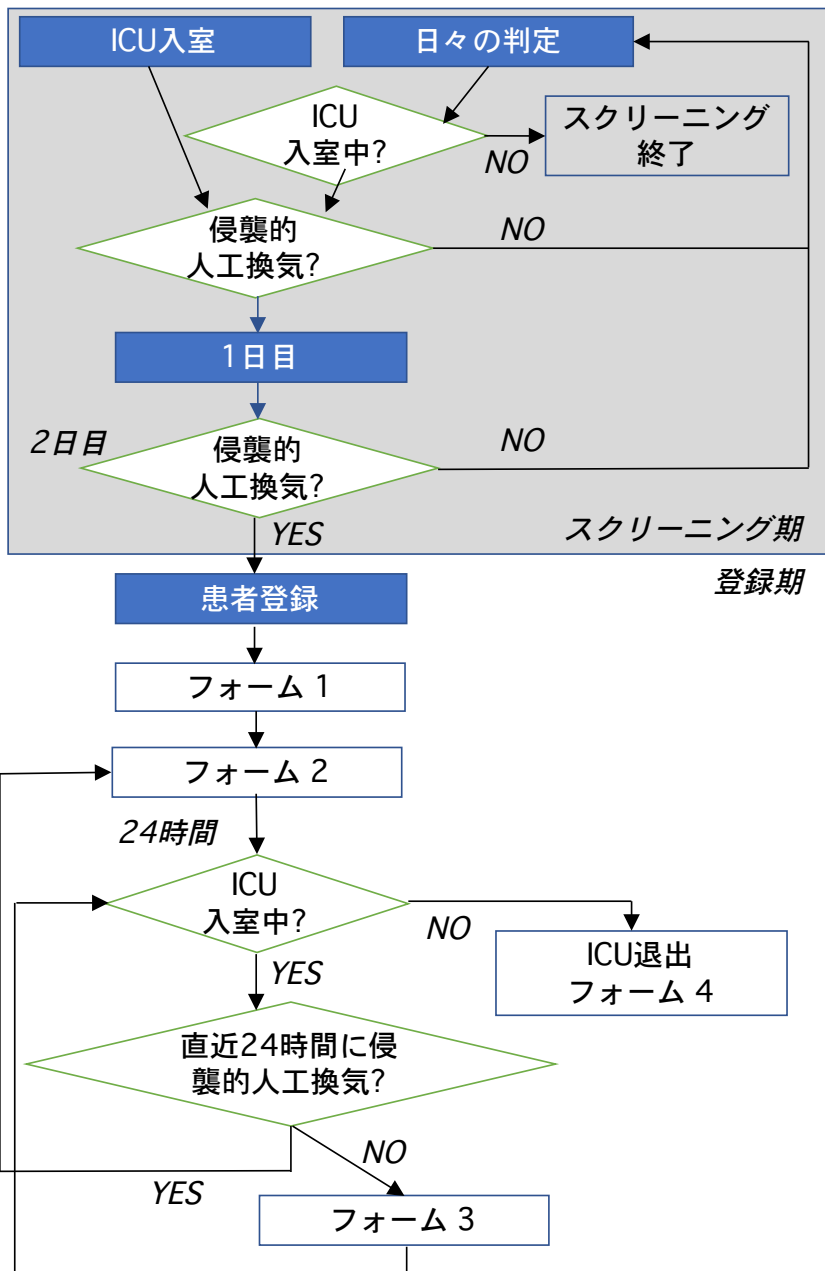 ICU入室
日々の判定
ICU
入室中?
NO
スクリーニング
終了
侵襲的
人工換気?
NO
1日目
2日目
侵襲的
人工換気?
NO
YES
スクリーニング期
登録期
患者登録
フォーム 1
フォーム 2
24時間
ICU
入室中?
NO
ICU退出
フォーム 4
YES
直近24時間に侵
襲的人工換気?
NO
YES
フォーム 3